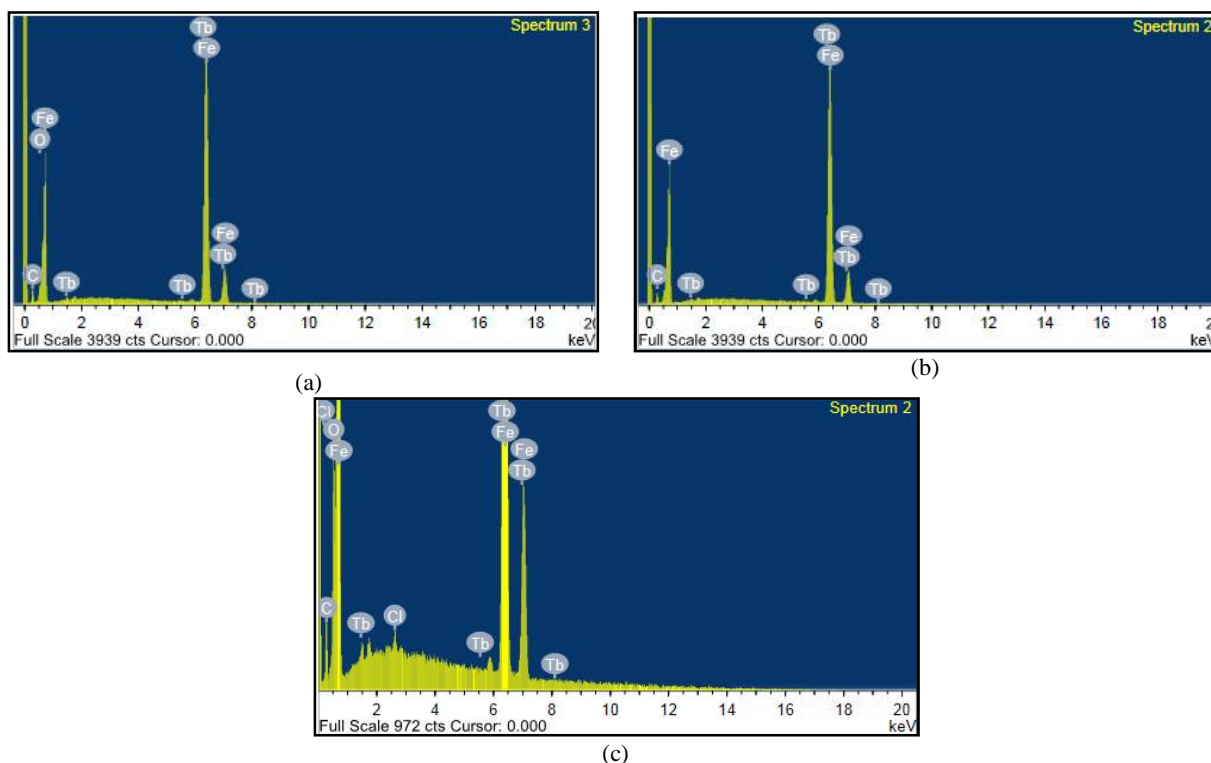 Spectrum 3
Tb
Fe
Fe
O
Fe
C
Tb
Tb
Tb
Tb
0 2 4 6 8 10 12 14 16 18 20
Full Scale 3939 cts Cursor: 0.000 keV
(a)
Spectrum 2
Tb
Fe
Fe
Fe
C
Tb
Tb
Tb
Tb
0 2 4 6 8 10 12 14 16 18
Full Scale 3939 cts Cursor: 0.000 keV
(b)
Spectrum 2
Cl
Tb
O
Fe
Fe
Fe
Tb
C
Tb
Cl
Tb
Tb
2 4 6 8 10 12 14 16 18 20
Full Scale 972 cts Cursor: 0.000 keV
(c)